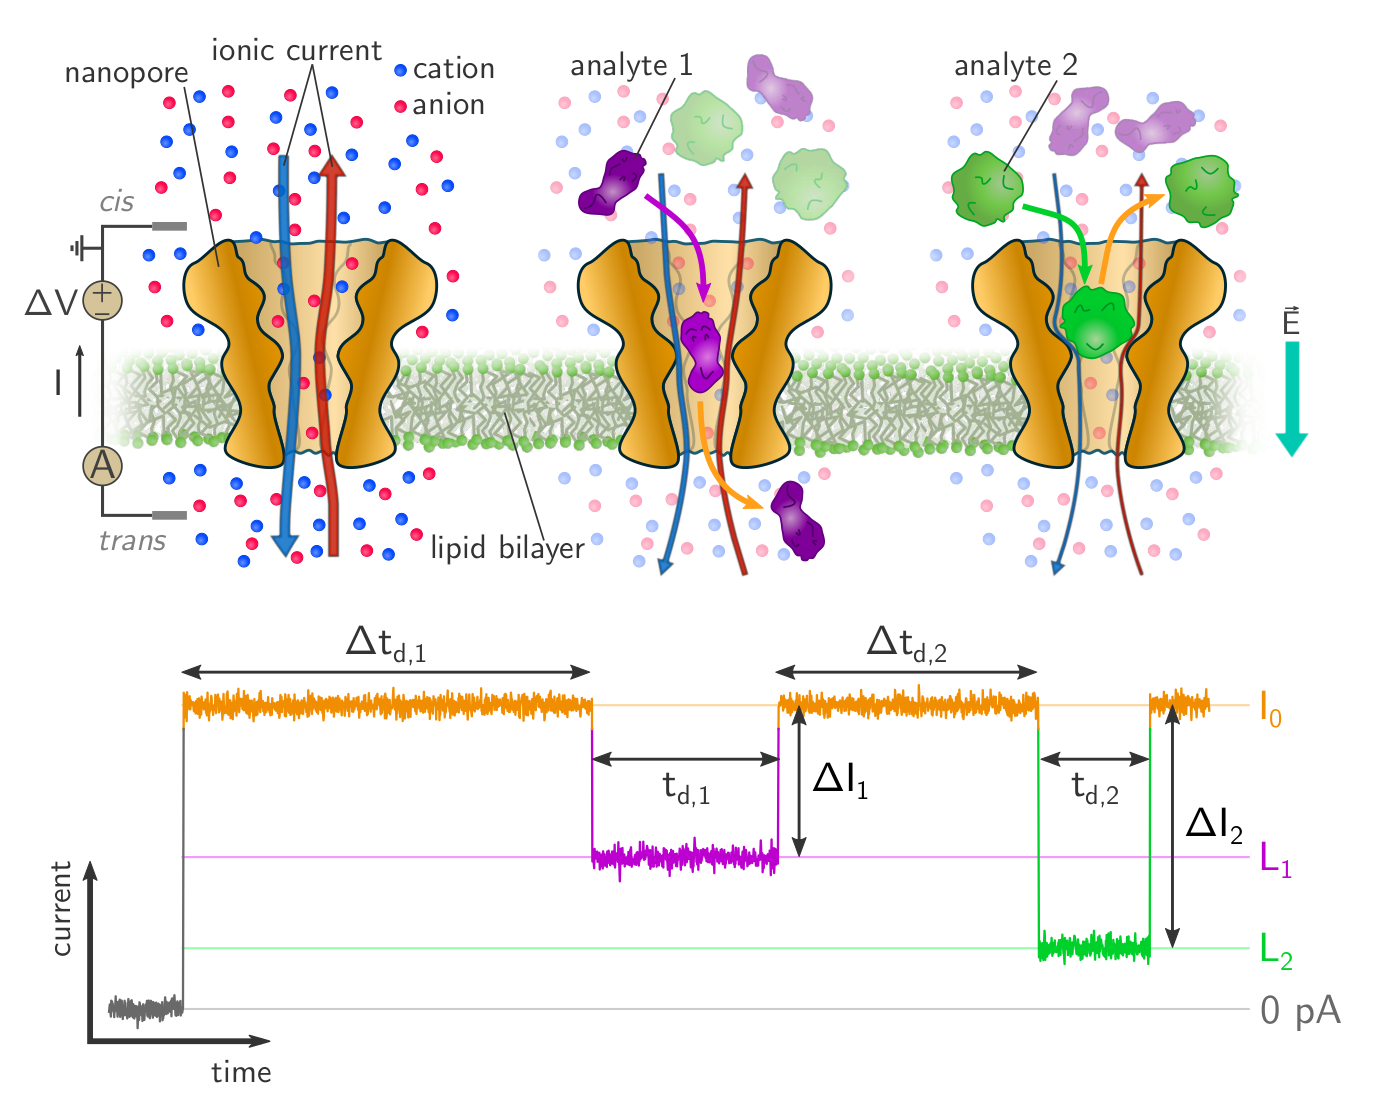 ionic current
nanopore
cation
anion
analyte 1
analyte 2
cis
ΔV
+
−
I
A
trans
lipid bilayer
E⃗
Δt_d,1
Δt_d,2
I_0
t_d,1
ΔI_1
t_d,2
ΔI_2
L_1
L_2
0 pA
current
time